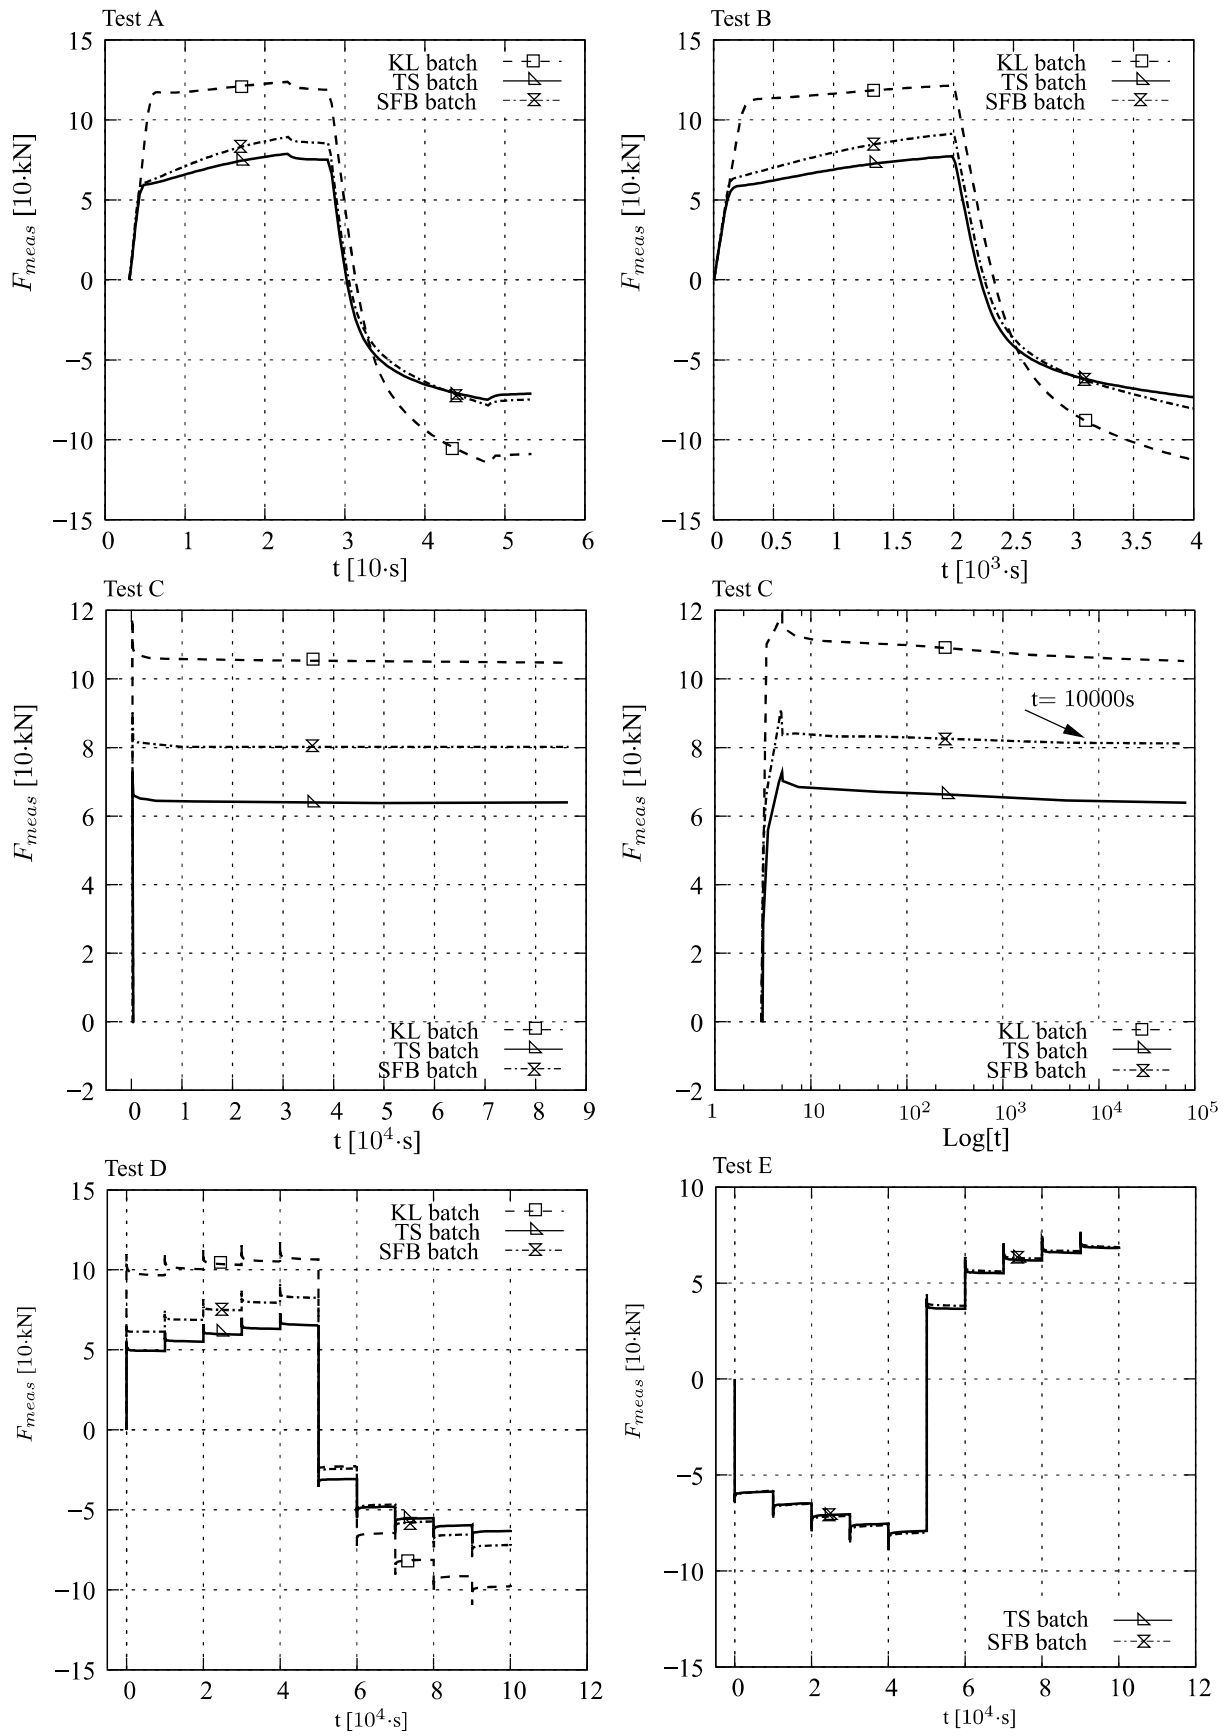 Test A
15
10
5
0
−5
−10
−15
F_meas [10·kN]
KL batch
TS batch
SFB batch
0 1 2 3 4 5 6
t [10·s]
Test B
15
10
5
0
−5
−10
−15
F_meas [10·kN]
KL batch
TS batch
SFB batch
0 0.5 1 1.5 2 2.5 3 3.5 4
t [10³·s]
Test C
12
10
8
6
4
2
0
−2
F_meas [10·kN]
KL batch
TS batch
SFB batch
0 1 2 3 4 5 6 7 8 9
t [10⁴·s]
Test C
12
10
8
6
4
2
0
−2
F_meas [10·kN]
t= 10000s
KL batch
TS batch
SFB batch
1 10 10² 10³ 10⁴ 10⁵
Log[t]
Test D
15
10
5
0
−5
−10
−15
F_meas [10·kN]
KL batch
TS batch
SFB batch
0 2 4 6 8 10 12
t [10⁴·s]
Test E
10
5
0
−5
−10
−15
F_meas [10·kN]
TS batch
SFB batch
0 2 4 6 8 10 12
t [10⁴·s]